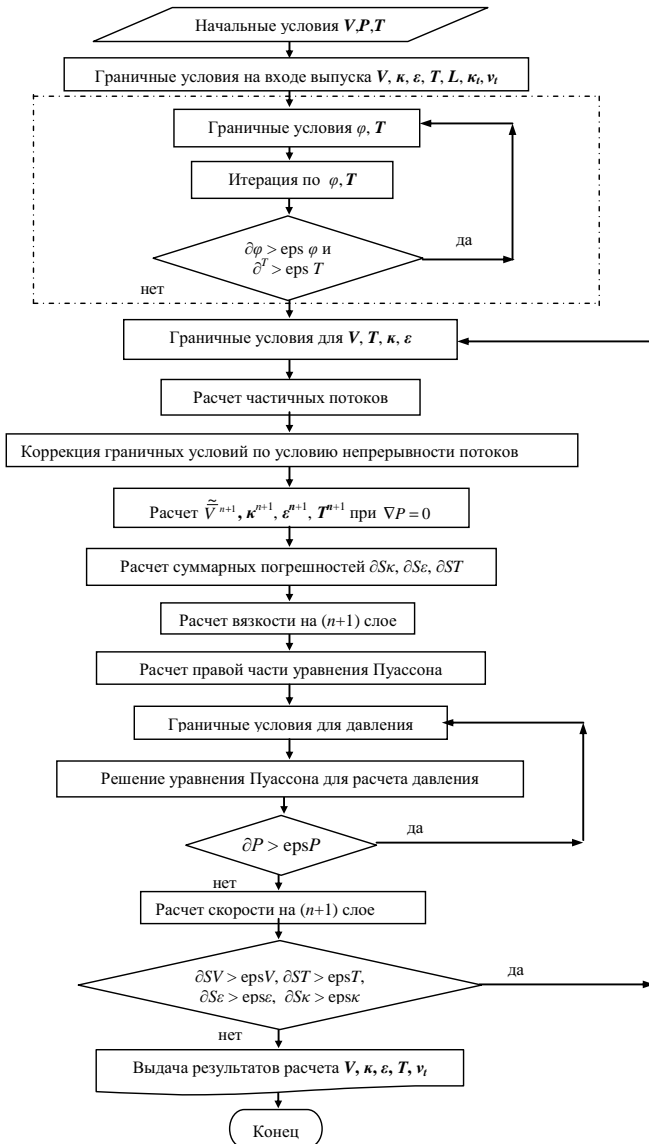 Начальные условия V,P,T
Граничные условия на входе выпуска V, κ, ε, T, L, κₜ, νₜ
Граничные условия φ, T
Итерация по φ, T
∂φ > eps φ и
∂ᵀ > eps T
да
нет
Граничные условия для V, T, κ, ε
Расчет частичных потоков
Коррекция граничных условий по условию непрерывности потоков
Расчет Ṽ̄ ⁿ⁺¹, κⁿ⁺¹, εⁿ⁺¹, Tⁿ⁺¹ при ∇P = 0
Расчет суммарных погрешностей ∂Sκ, ∂Sε, ∂ST
Расчет вязкости на (n+1) слое
Расчет правой части уравнения Пуассона
Граничные условия для давления
Решение уравнения Пуассона для расчета давления
∂P > epsP
да
нет
Расчет скорости на (n+1) слое
∂SV > epsV, ∂ST > epsT,
∂Sε > epsε, ∂Sκ > epsκ
да
нет
Выдача результатов расчета V, κ, ε, T, νₜ
Конец